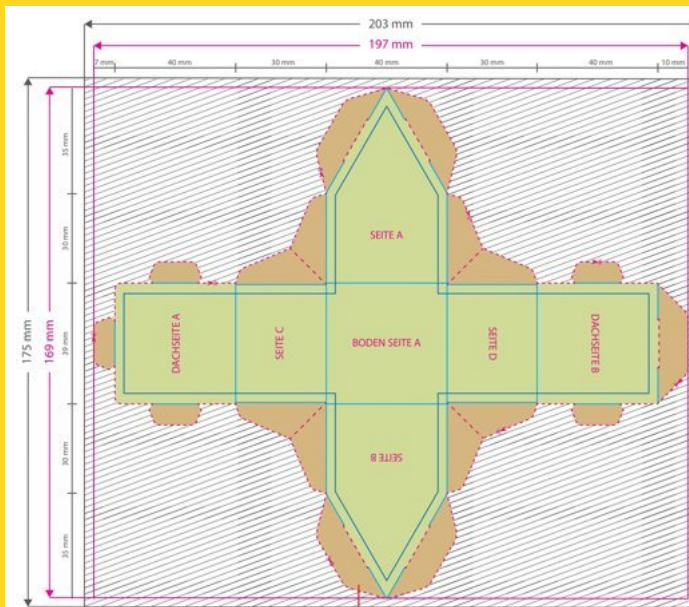 203 mm
197 mm
7 mm 40 mm 30 mm 40 mm 30 mm 40 mm 10 mm
175 mm
169 mm
35 mm
30 mm
39 mm
30 mm
35 mm
SEITE A
DACHSEITE A
SEITE C
BODEN SEITE A
SEITE D
DACHSEITE B
SEITE B